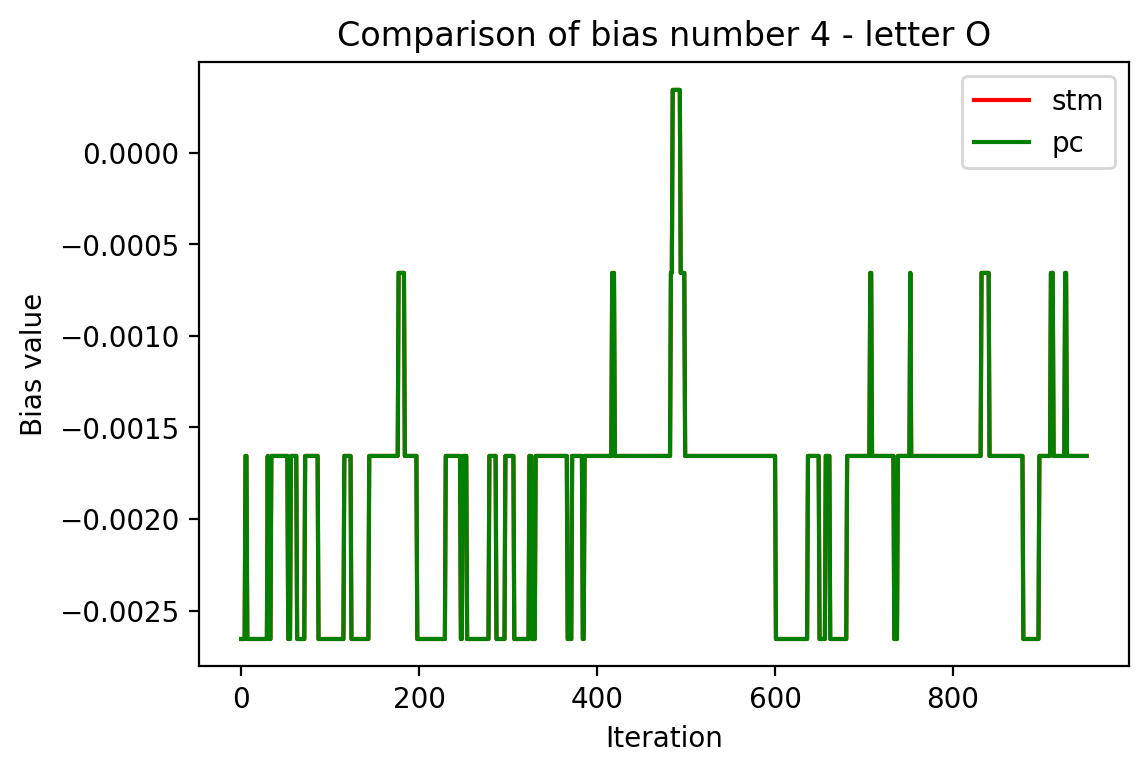 Comparison of bias number 4 - letter O
stm
pc
0.0000
−0.0005
−0.0010
−0.0015
−0.0020
−0.0025
Bias value
0 200 400 600 800
Iteration